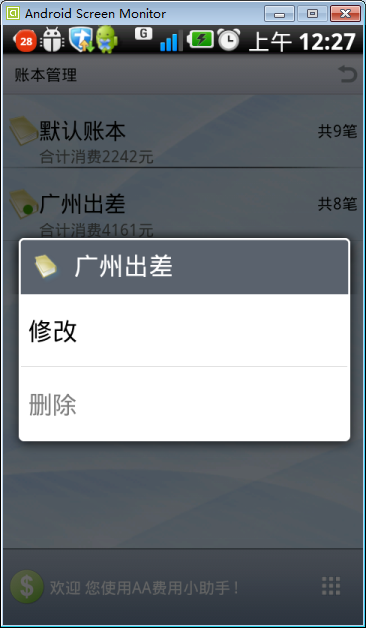 Android Screen Monitor
28
G
上午 12:27
账本管理
默认账本
共9笔
合计消费2242元
广州出差
共8笔
合计消费4161元
广州出差
修改
删除
欢迎 您使用AA费用小助手！